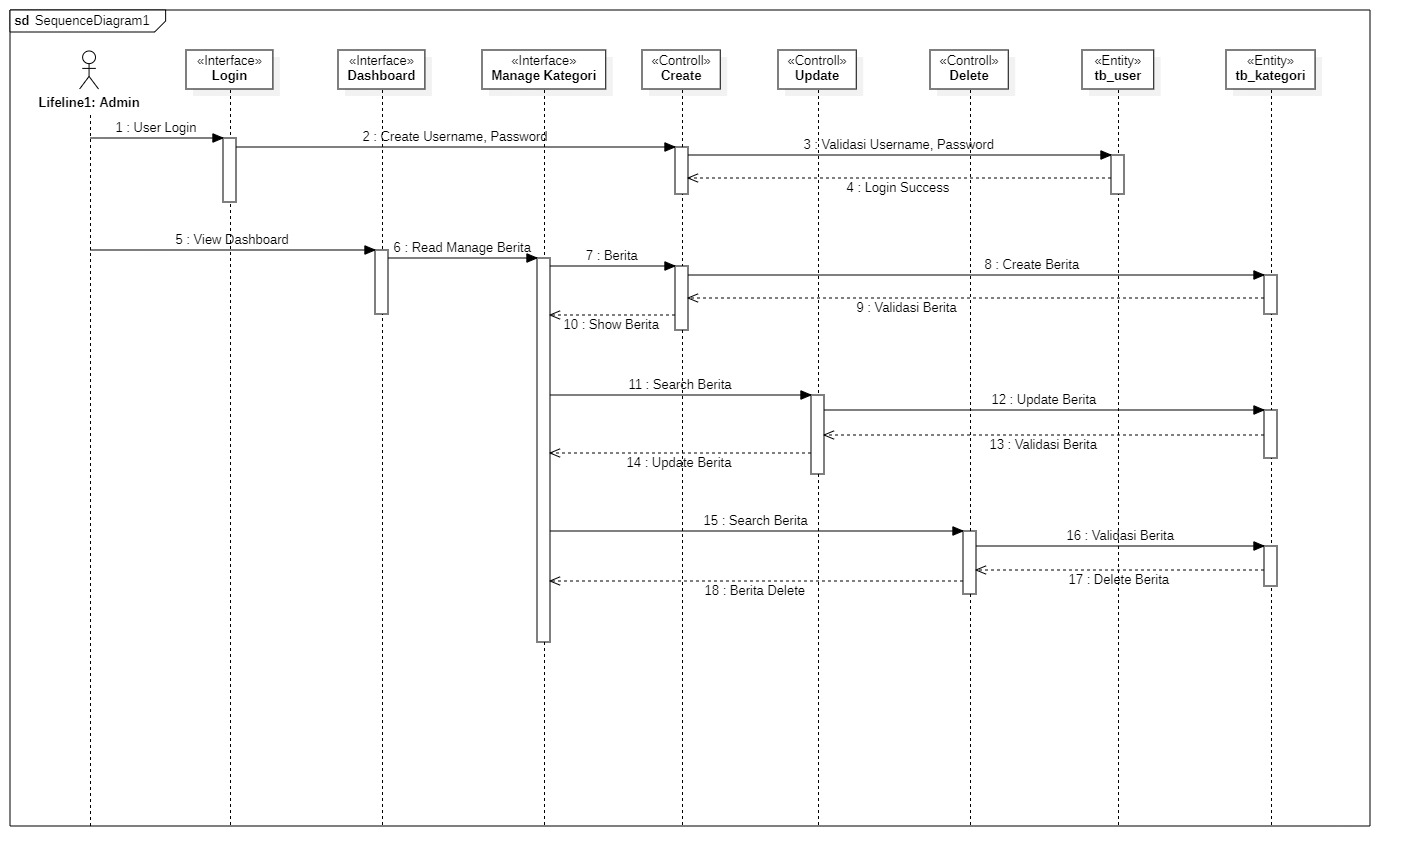 sd SequenceDiagram1
«Interface»
Login
«Interface»
Dashboard
«Interface»
Manage Kategori
«Controll»
Create
«Controll»
Update
«Controll»
Delete
«Entity»
tb_user
«Entity»
tb_kategori
Lifeline1: Admin
1 : User Login
2 : Create Username, Password
3 : Validasi Username, Password
4 : Login Success
5 : View Dashboard
6 : Read Manage Berita
7 : Berita
8 : Create Berita
9 : Validasi Berita
10 : Show Berita
11 : Search Berita
12 : Update Berita
13 : Validasi Berita
14 : Update Berita
15 : Search Berita
16 : Validasi Berita
17 : Delete Berita
18 : Berita Delete